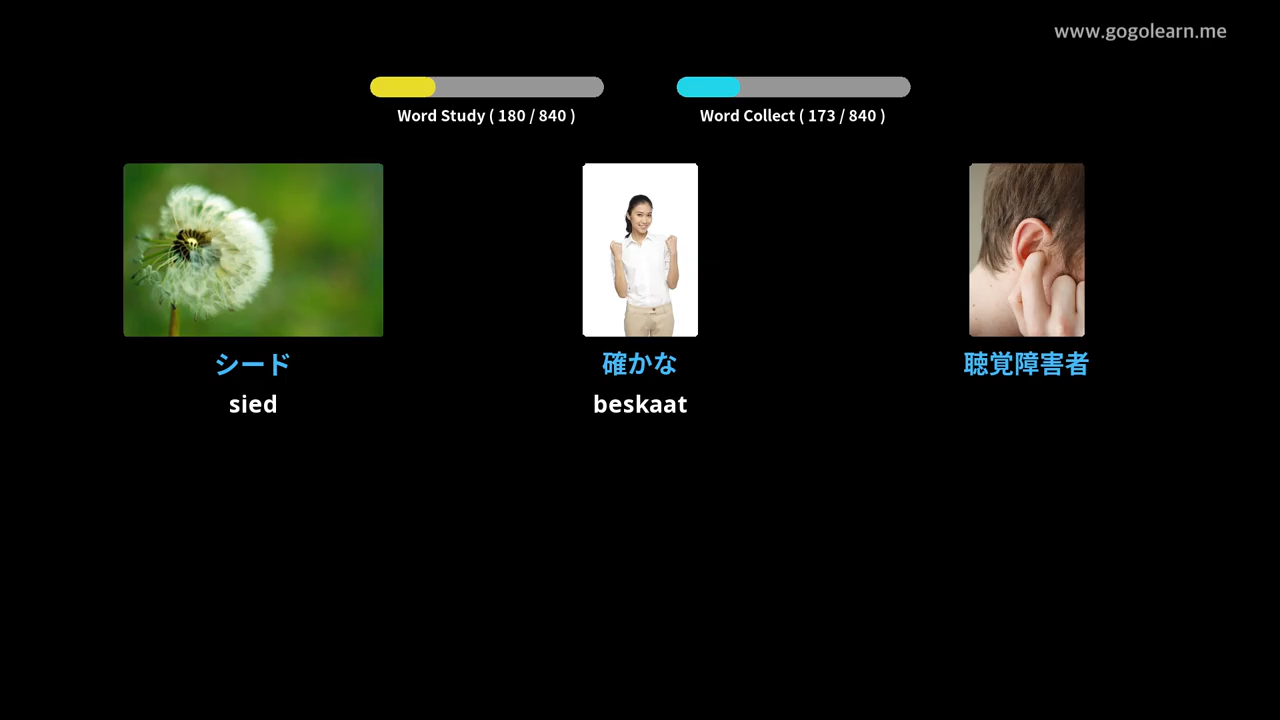 www.gogolearn.me
Word Study ( 180 / 840 )
Word Collect ( 173 / 840 )
シード
確かな
聴覚障害者
sied
beskaat